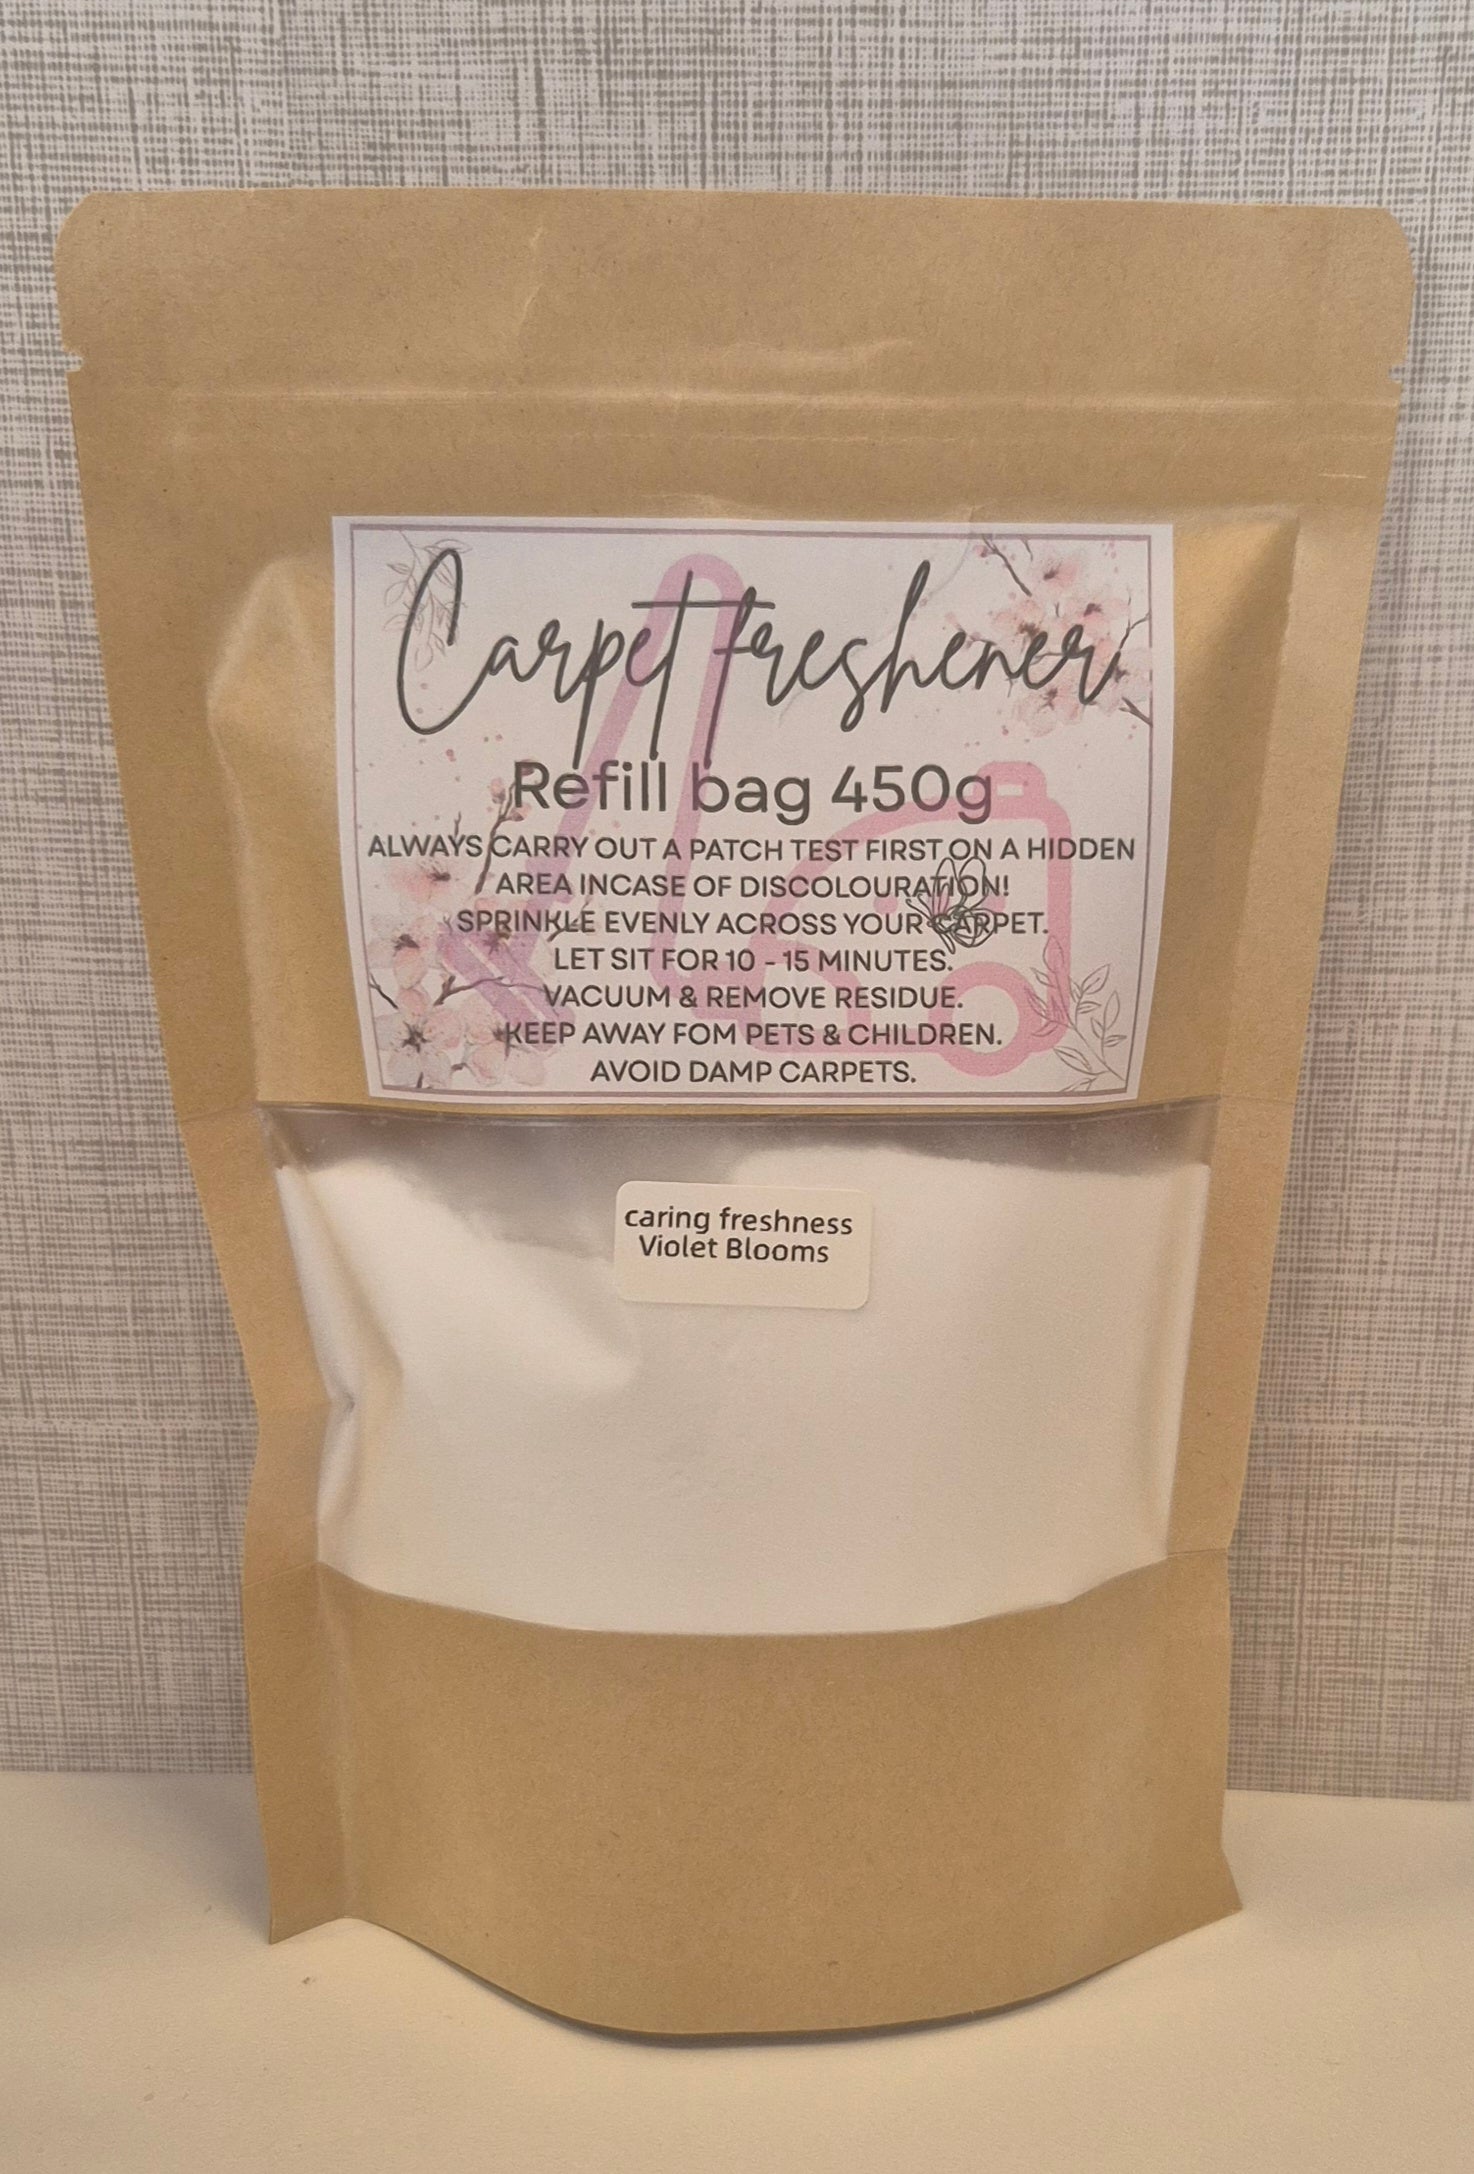 Carpet freshener
Refill bag 450g
ALWAYS CARRY OUT A PATCH TEST FIRST ON A HIDDEN
AREA INCASE OF DISCOLOURATION!
SPRINKLE EVENLY ACROSS YOUR CARPET.
LET SIT FOR 10 - 15 MINUTES.
VACUUM & REMOVE RESIDUE.
KEEP AWAY FOM PETS & CHILDREN.
AVOID DAMP CARPETS.
caring freshness
Violet Blooms